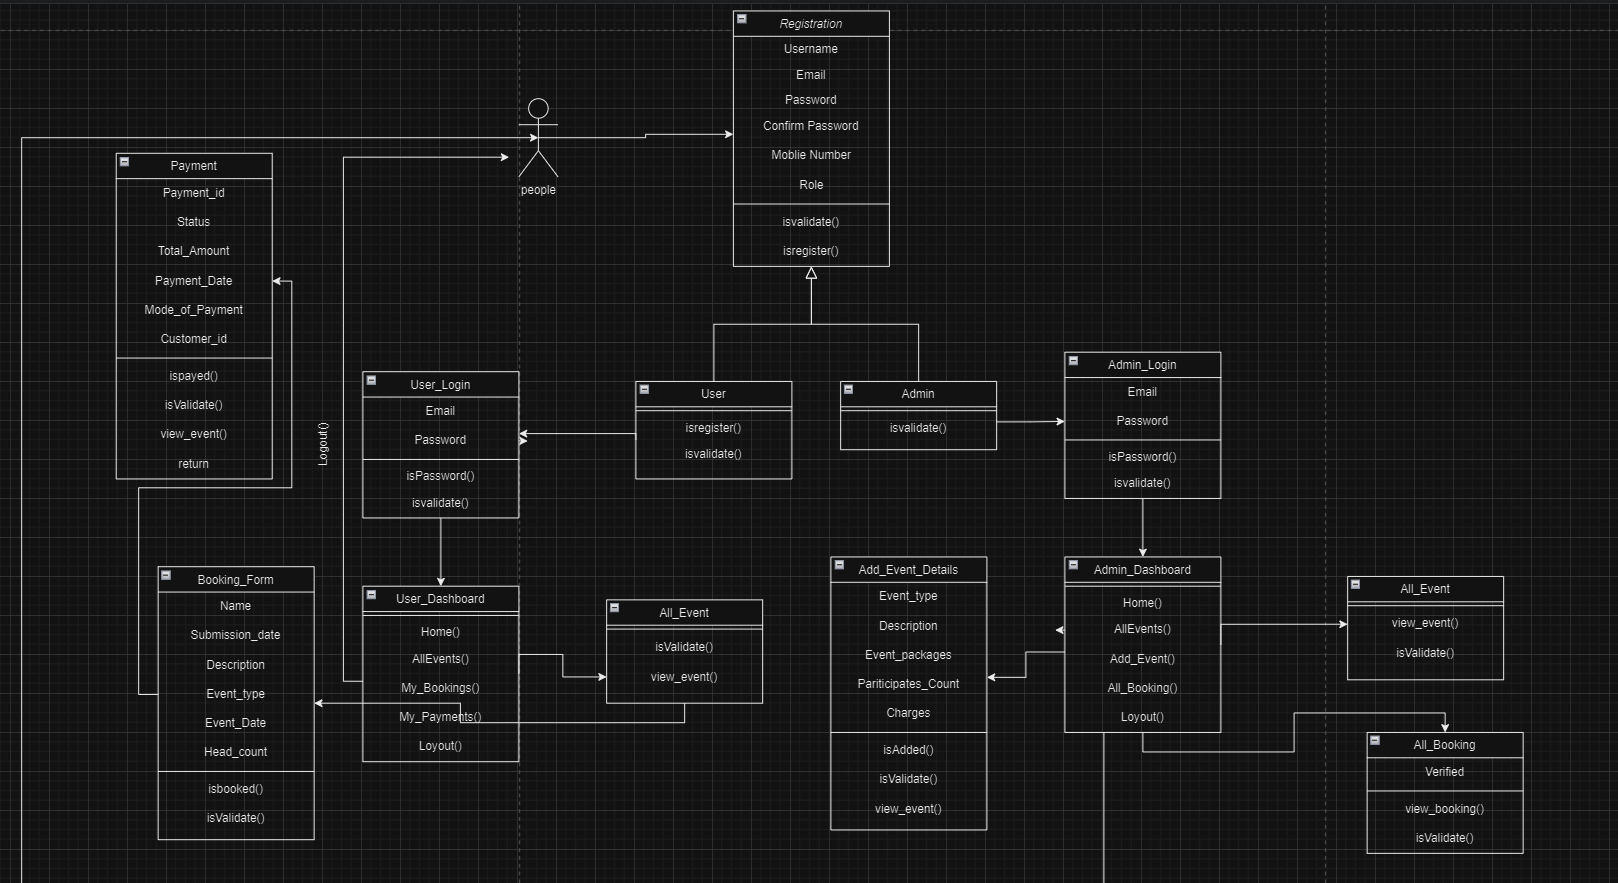 Registration
Username
Email
Password
Confirm Password
Moblie Number
Role
isvalidate()
isregister()
people
Payment
Payment_id
Status
Total_Amount
Payment_Date
Mode_of_Payment
Customer_id
ispayed()
isValidate()
view_event()
return
Logout()
User_Login
Email
Password
isPassword()
isvalidate()
User
isregister()
isvalidate()
Admin
isvalidate()
Admin_Login
Email
Password
isPassword()
isvalidate()
Booking_Form
Name
Submission_date
Description
Event_type
Event_Date
Head_count
isbooked()
isValidate()
User_Dashboard
Home()
AllEvents()
My_Bookings()
My_Payments()
Loyout()
All_Event
isValidate()
view_event()
Add_Event_Details
Event_type
Description
Event_packages
Pariticipates_Count
Charges
isAdded()
isValidate()
view_event()
Admin_Dashboard
Home()
AllEvents()
Add_Event()
All_Booking()
Loyout()
All_Event
view_event()
isValidate()
All_Booking
Verified
view_booking()
isValidate()